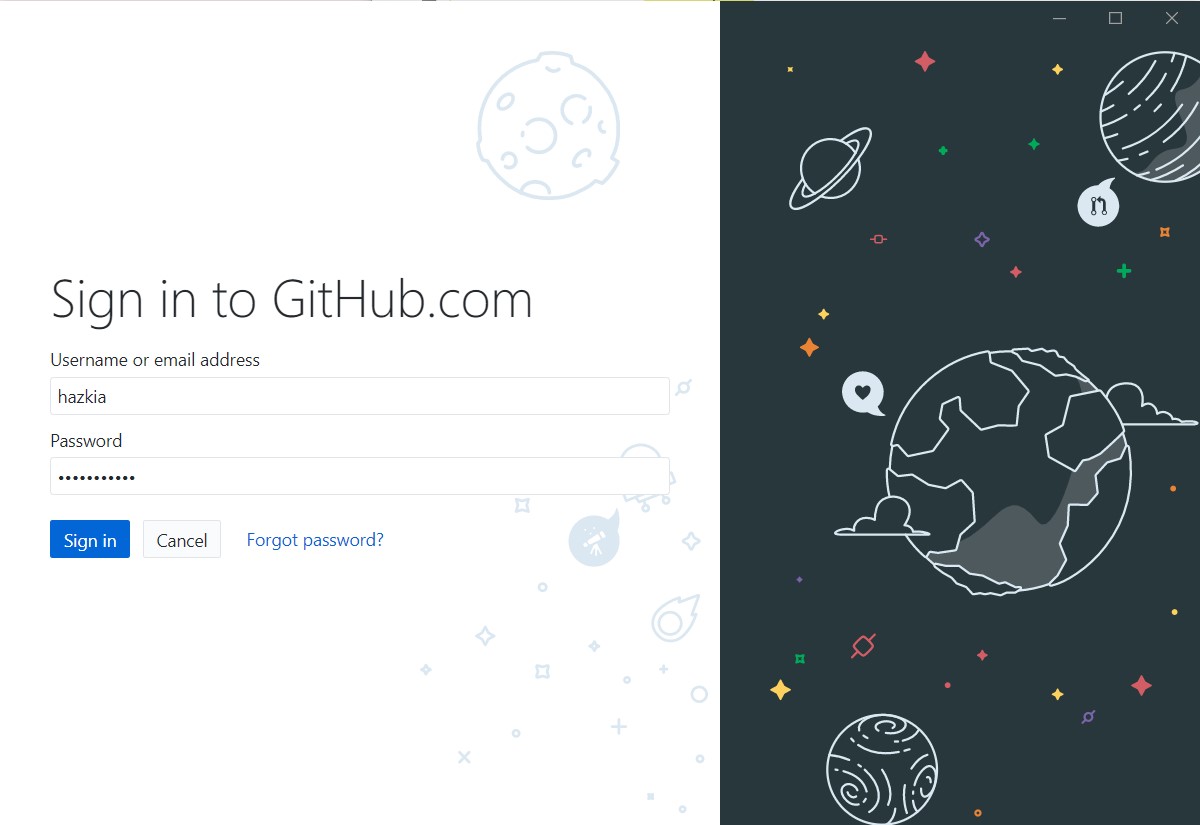 Sign in to GitHub.com
Username or email address
hazkia
Password
•••••••••••
Sign in
Cancel
Forgot password?